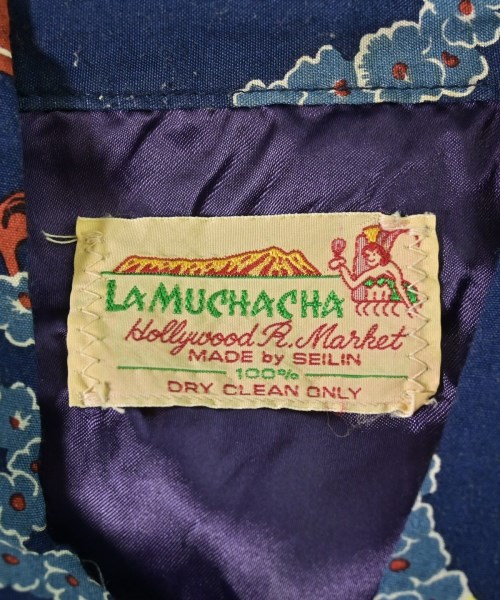 LA MUCHACHA
Hollywood R. Market
MADE by SEILIN
100%
DRY CLEAN ONLY